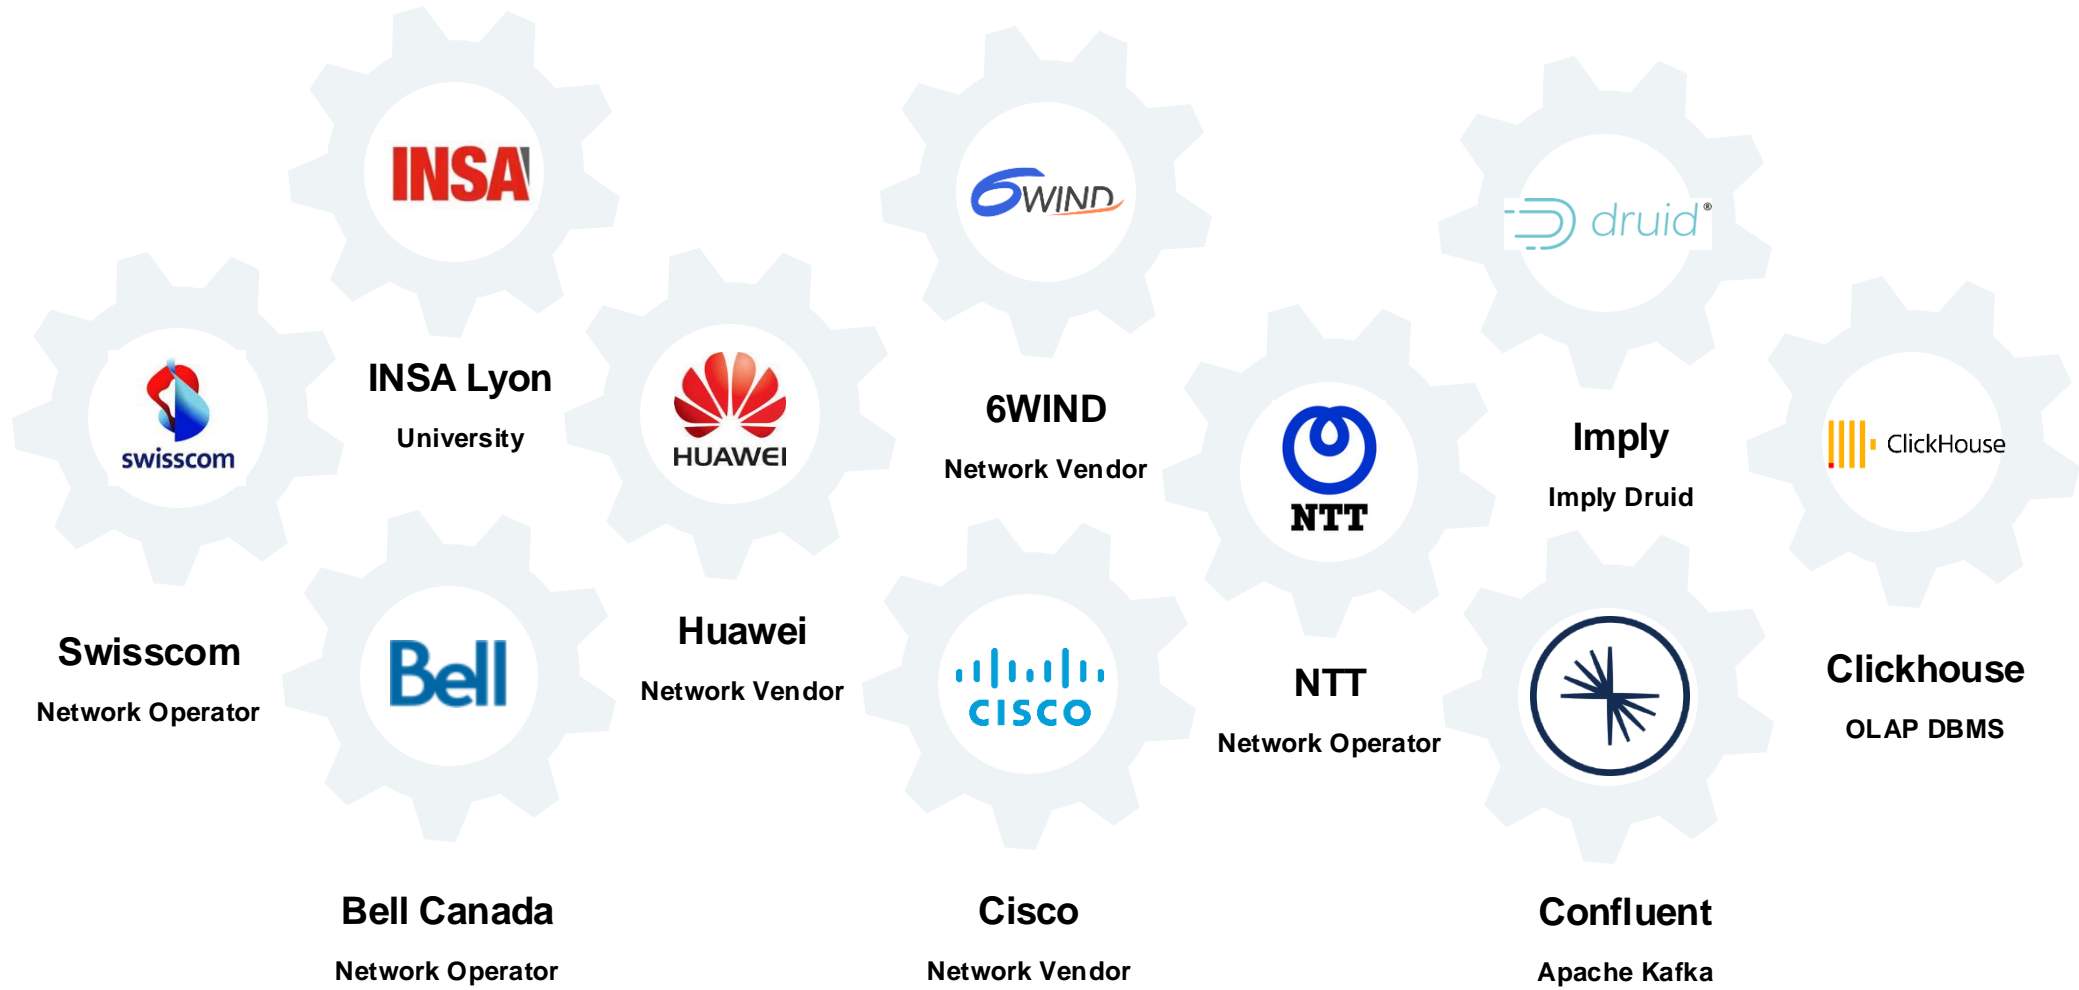 INSA
INSA Lyon
University
6WIND
6WIND
Network Vendor
druid®
Imply
Imply Druid
swisscom
Swisscom
Network Operator
HUAWEI
Huawei
Network Vendor
NTT
NTT
Network Operator
ClickHouse
Clickhouse
OLAP DBMS
Bell
Bell Canada
Network Operator
CISCO
Cisco
Network Vendor
Confluent
Apache Kafka